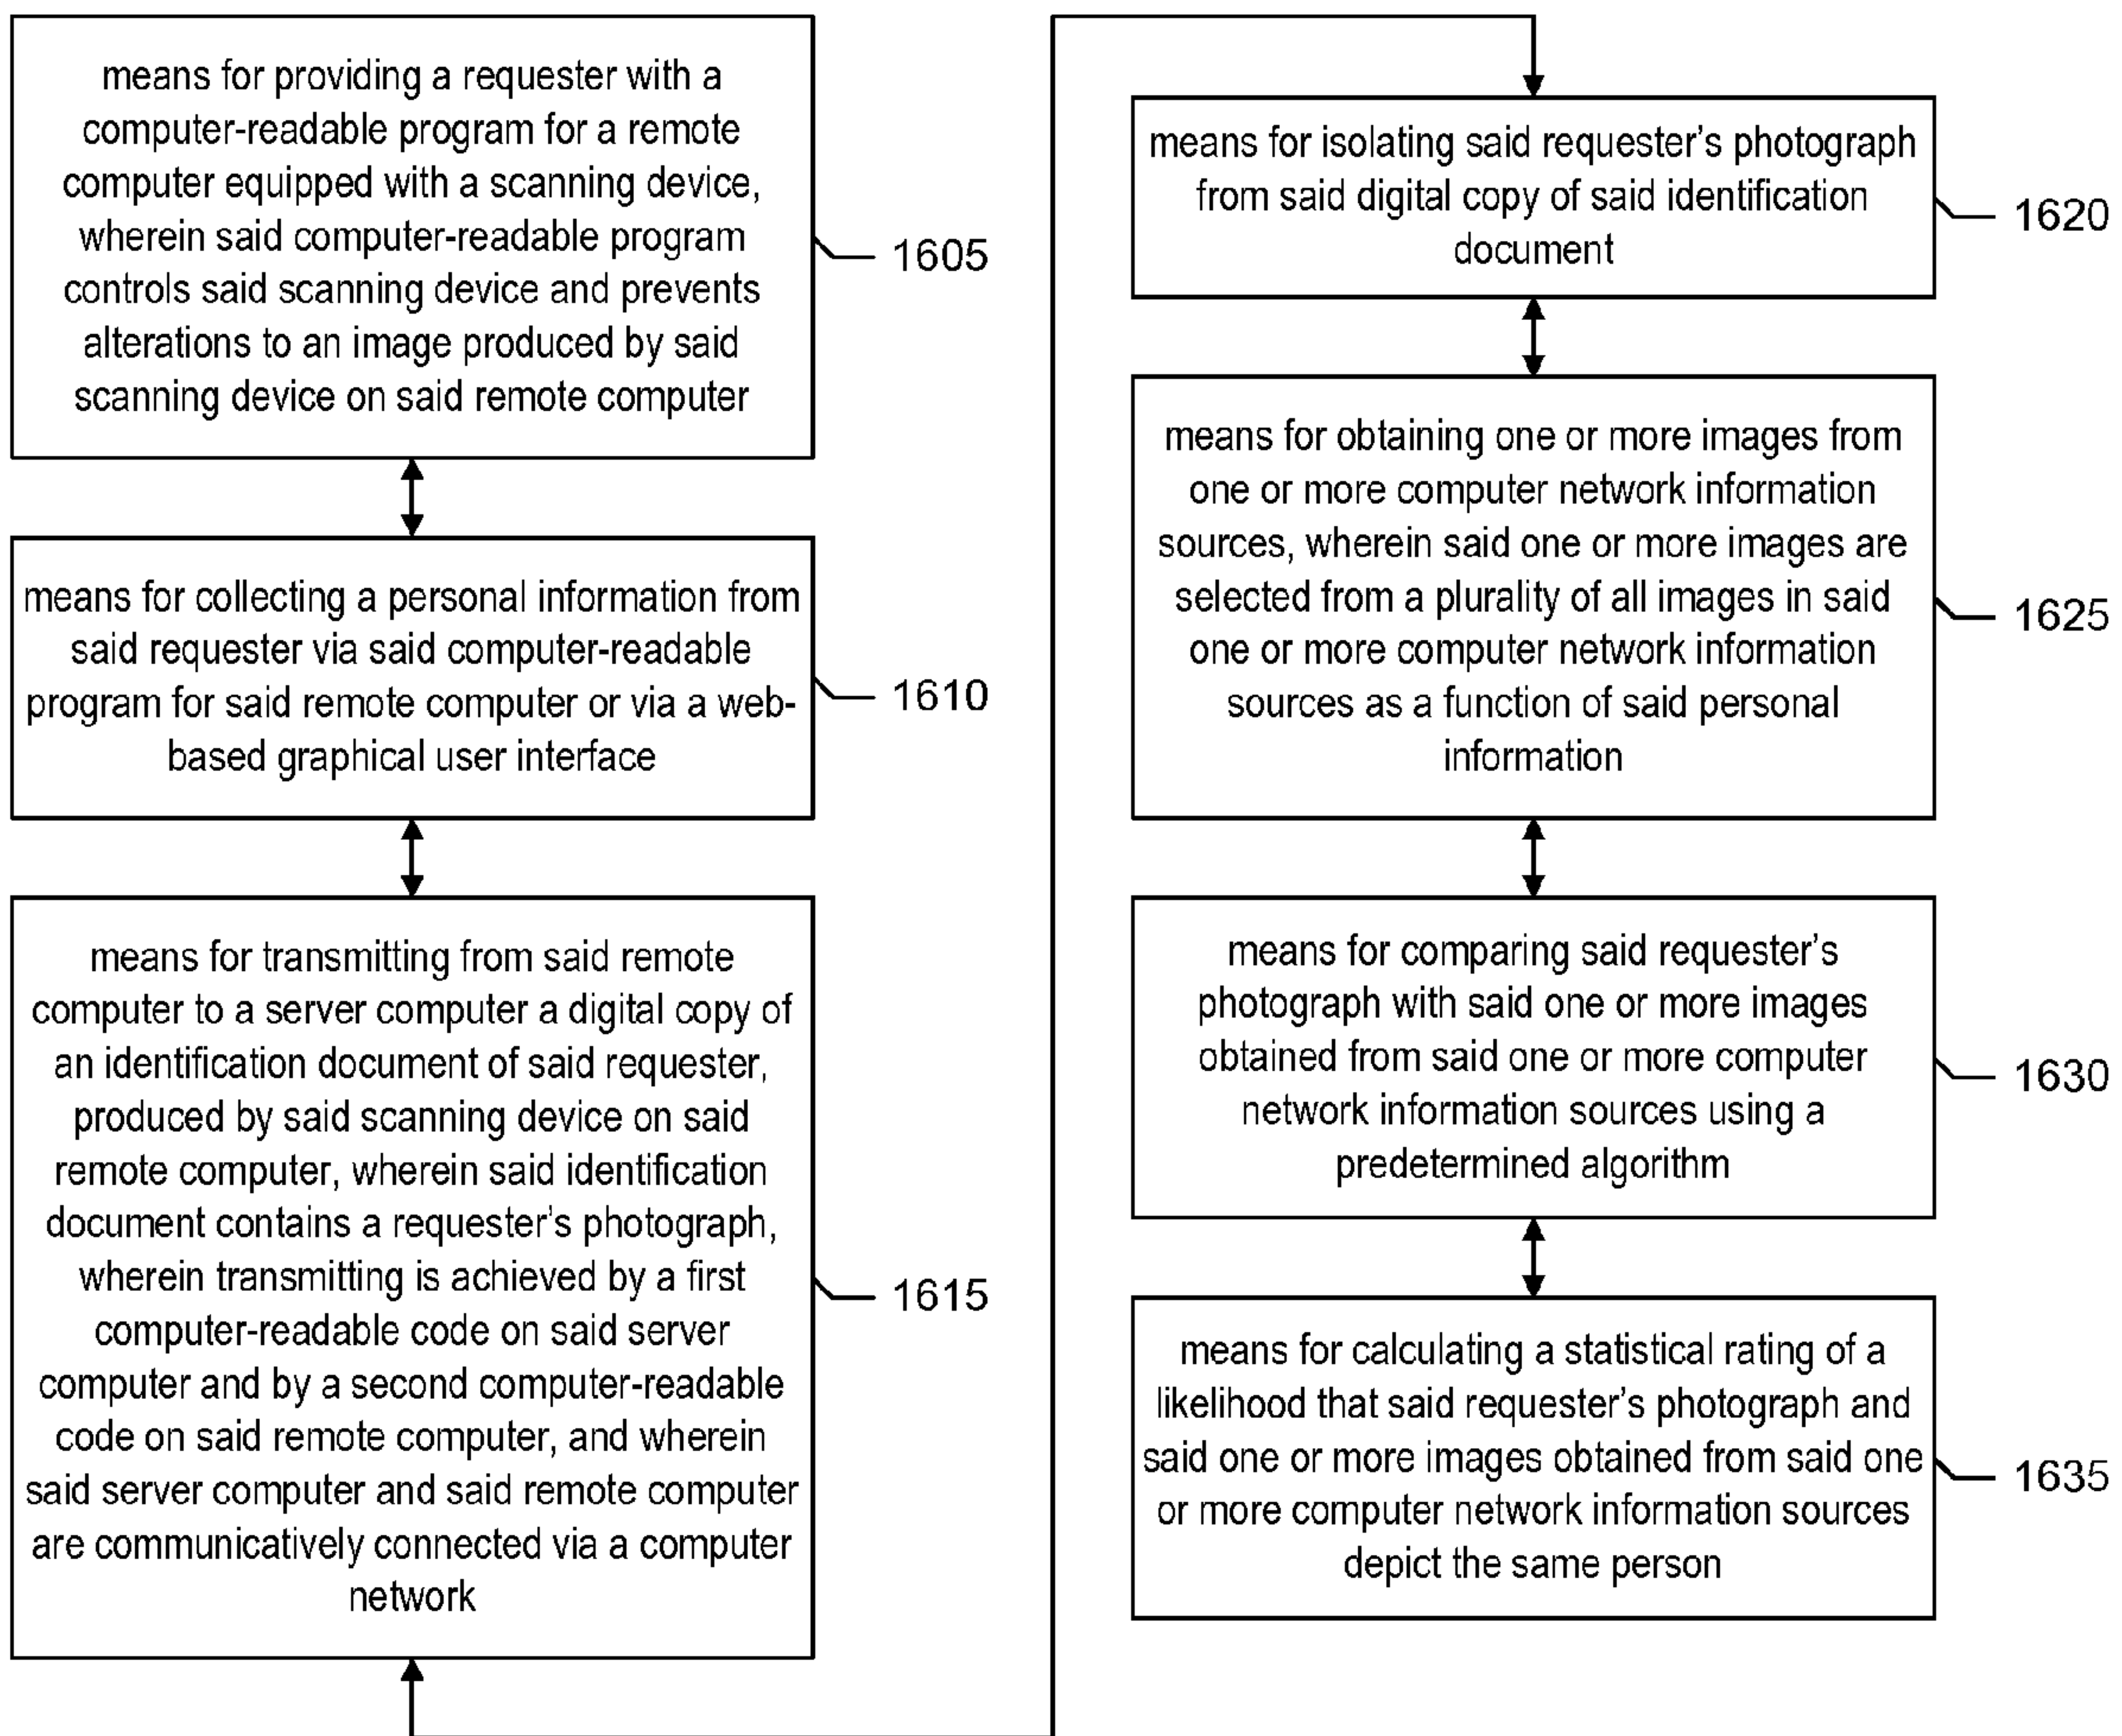 means for providing a requester with a
computer-readable program for a remote
computer equipped with a scanning device,
wherein said computer-readable program
controls said scanning device and prevents
alterations to an image produced by said
scanning device on said remote computer
1605
means for collecting a personal information from
said requester via said computer-readable
program for said remote computer or via a web-
based graphical user interface
1610
means for transmitting from said remote
computer to a server computer a digital copy of
an identification document of said requester,
produced by said scanning device on said
remote computer, wherein said identification
document contains a requester’s photograph,
wherein transmitting is achieved by a first
computer-readable code on said server
computer and by a second computer-readable
code on said remote computer, and wherein
said server computer and said remote computer
are communicatively connected via a computer
network
1615
means for isolating said requester’s photograph
from said digital copy of said identification
document
1620
means for obtaining one or more images from
one or more computer network information
sources, wherein said one or more images are
selected from a plurality of all images in said
one or more computer network information
sources as a function of said personal
information
1625
means for comparing said requester’s
photograph with said one or more images
obtained from said one or more computer
network information sources using a
predetermined algorithm
1630
means for calculating a statistical rating of a
likelihood that said requester’s photograph and
said one or more images obtained from said one
or more computer network information sources
depict the same person
1635